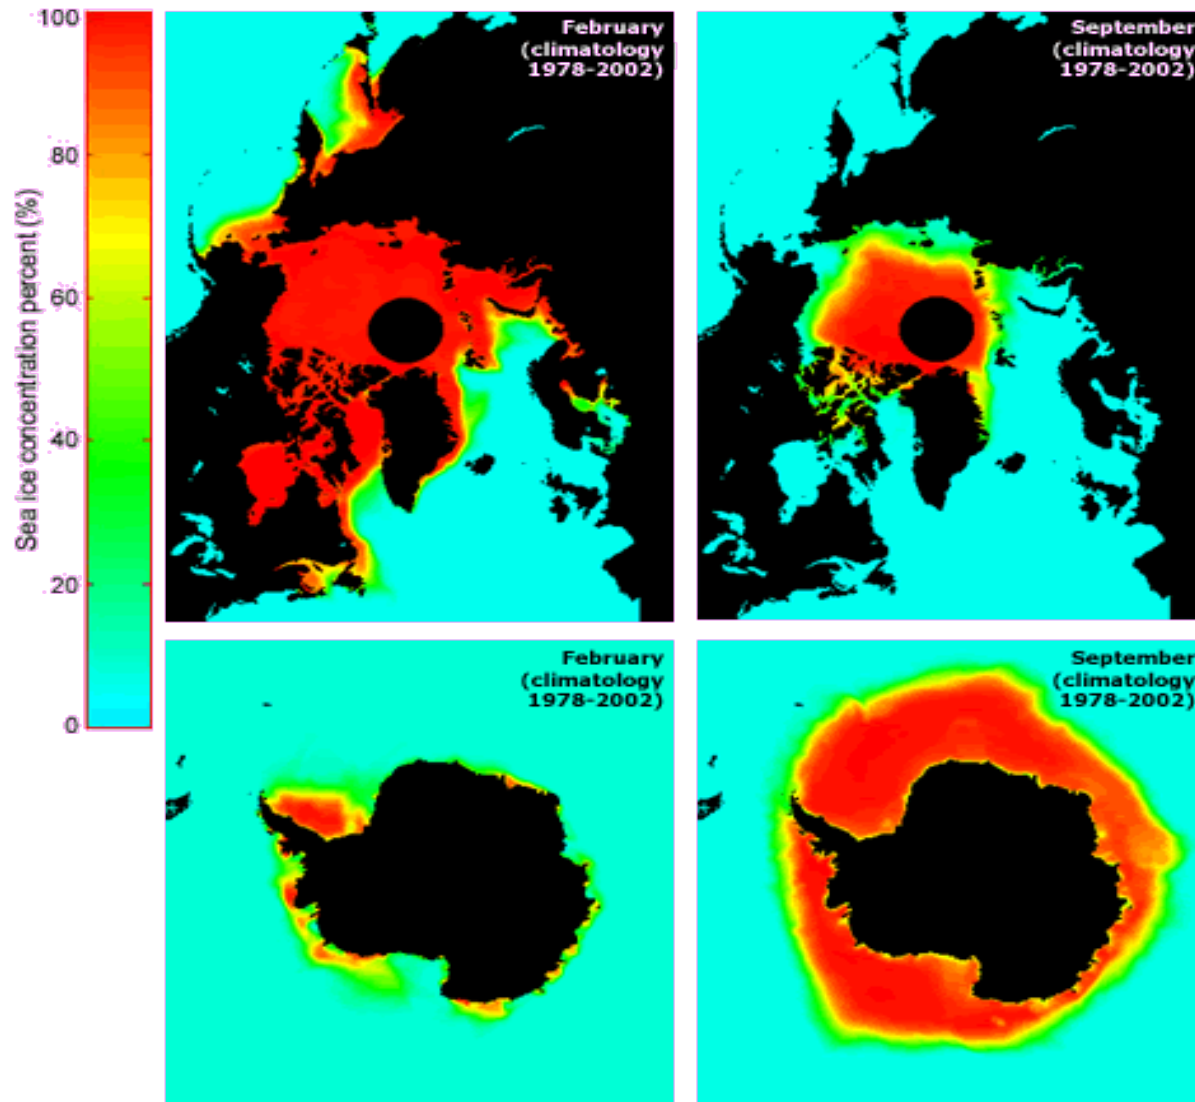 100
80
60
40
20
0
Sea ice concentration percent (%)
February
(climatology
1978-2002)
September
(climatology
1978-2002)
February
(climatology
1978-2002)
September
(climatology
1978-2002)